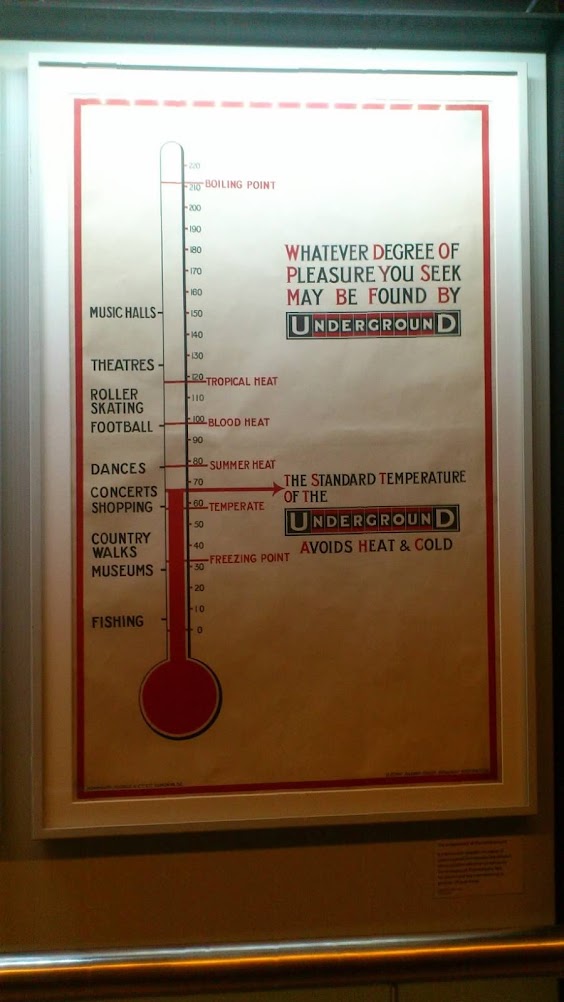 220
210
BOILING POINT
200
190
180
170
160
MUSIC HALLS
150
140
130
THEATRES
120
TROPICAL HEAT
ROLLER
SKATING
110
100
BLOOD HEAT
FOOTBALL
90
80
DANCES
SUMMER HEAT
70
CONCERTS
SHOPPING
60
TEMPERATE
50
COUNTRY
WALKS
40
FREEZING POINT
MUSEUMS
30
20
10
FISHING
0
WHATEVER DEGREE OF
PLEASURE YOU SEEK
MAY BE FOUND BY
UNDERGROUND
THE STANDARD TEMPERATURE
OF THE
UNDERGROUND
AVOIDS HEAT & COLD